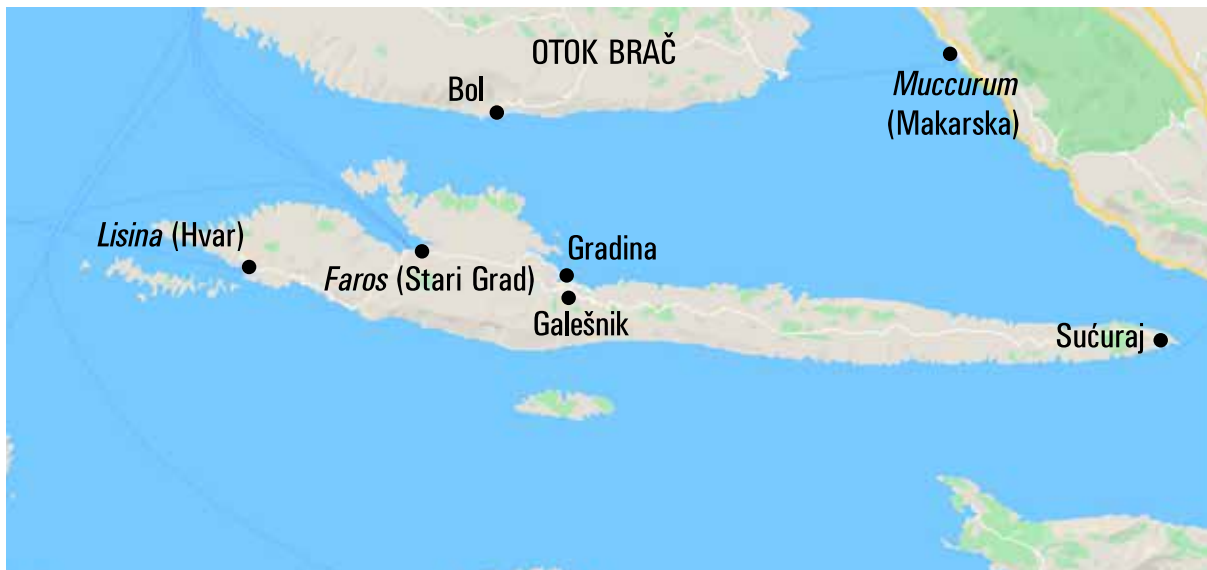 OTOK BRAČ
Bol
Muccurum
(Makarska)
Lisina (Hvar)
Faros (Stari Grad)
Gradina
Galešnik
Sućuraj